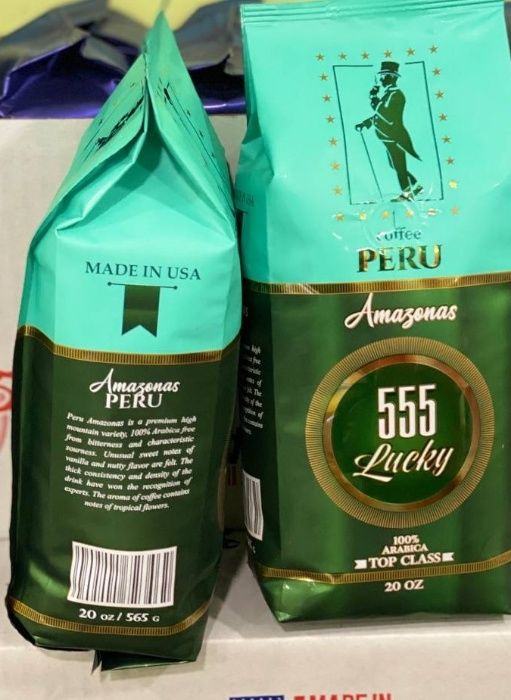 MADE IN USA
Amazonas
PERU
Peru Amazonas is a premium high
mountain variety, 100% Arabica free
from bitterness and characteristic
sourness. Unusual sweet notes of
vanilla and nutty flavor are felt. The
thick consistency and density of the
drink have won the recognition of
experts. The aroma of coffee contains
notes of tropical flowers.
20 OZ / 565 G
coffee
PERU
Amazonas
555
Lucky
100%
ARABICA
TOP CLASS
20 OZ
MADE IN